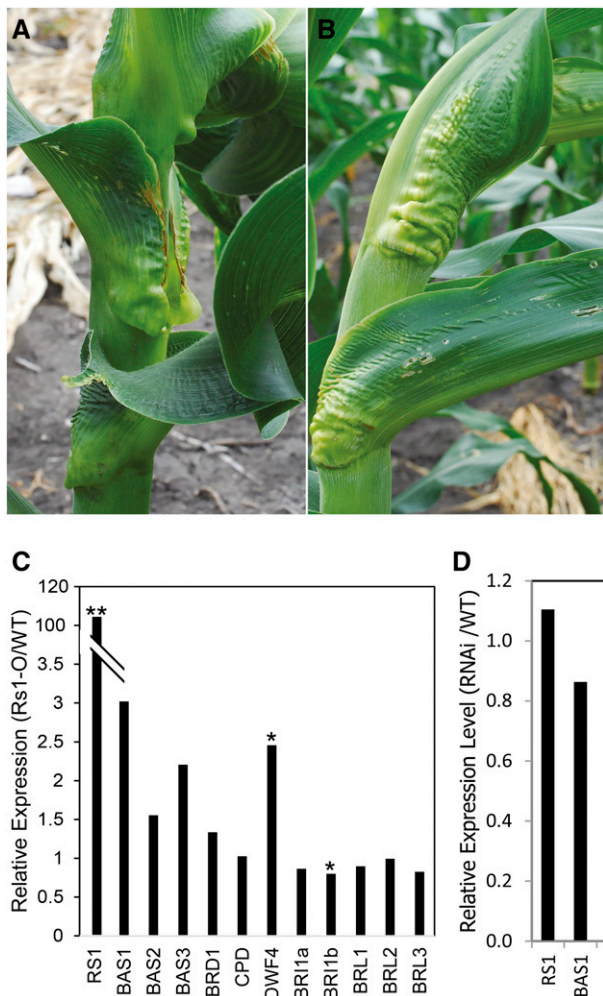 A
B
C
D
Relative Expression (Rs1-O/WT)
120
100
3.5
3
2.5
2
1.5
1
0.5
0
**
*
*
RS1
BAS1
BAS2
BAS3
BRD1
CPD
DWF4
BRI1a
BRI1b
BRL1
BRL2
BRL3
Relative Expression Level (RNAi /WT)
1.2
1.0
0.8
0.6
0.4
0.2
0.0
RS1
BAS1